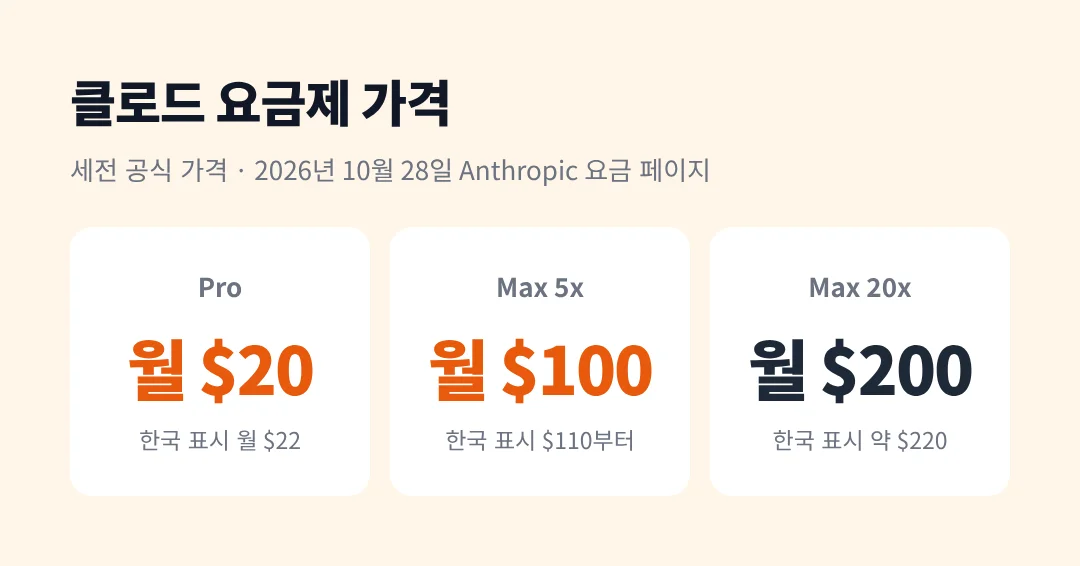 클로드 요금제 가격
세전 공식 가격 · 2026년 10월 28일 Anthropic 요금 페이지
Pro
월 $20
한국 표시 월 $22
Max 5x
월 $100
한국 표시 $110부터
Max 20x
월 $200
한국 표시 약 $220